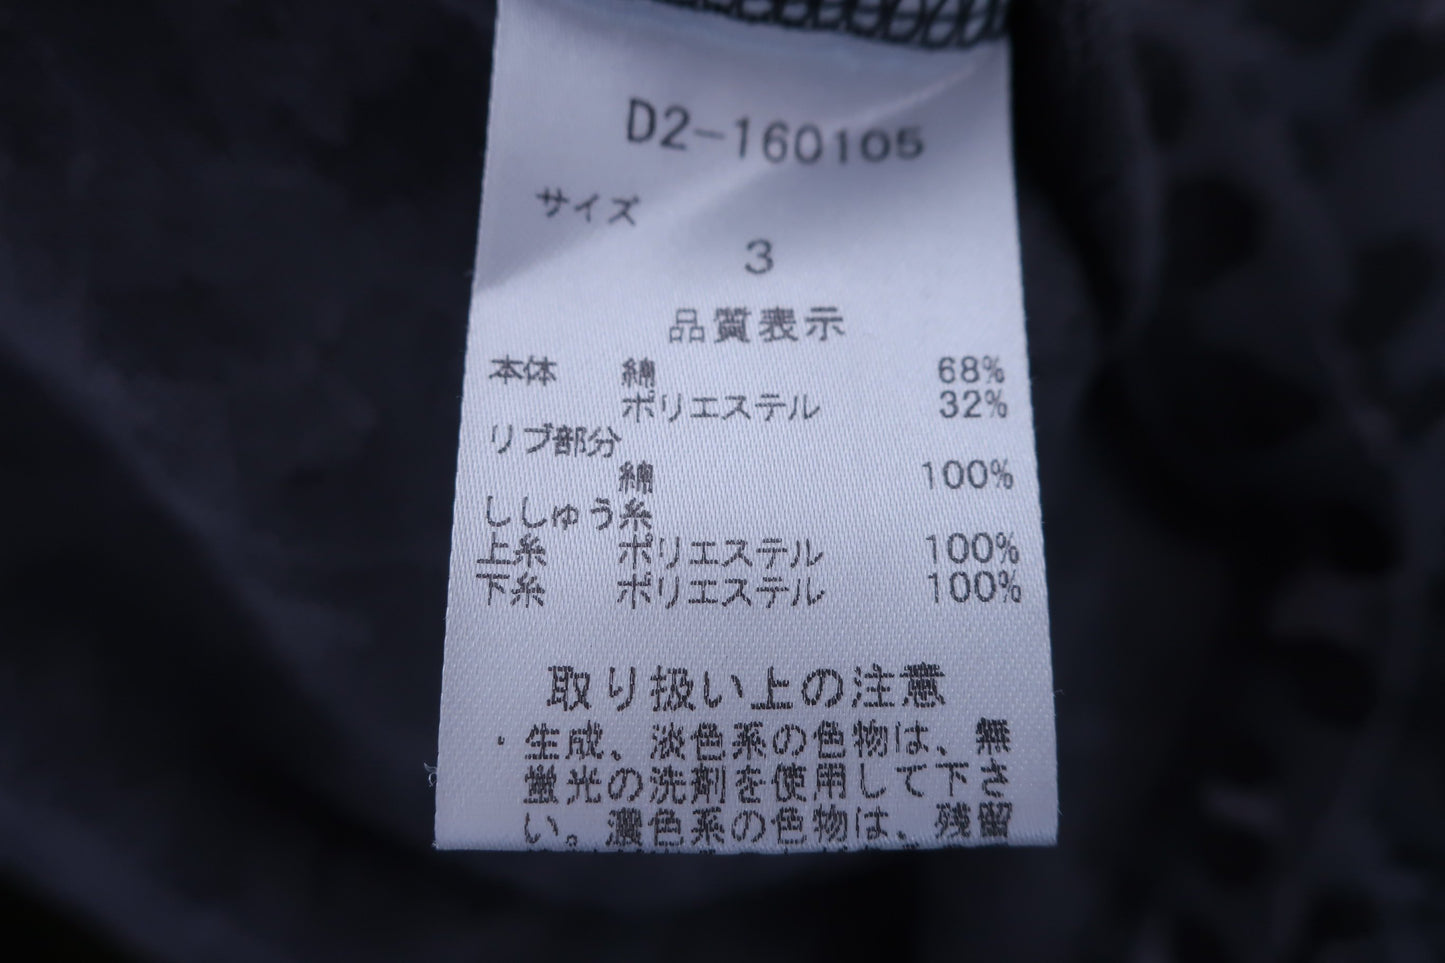 D2-160105
サイズ
3
品質表示
本体 綿 68%
ポリエステル 32%
リブ部分
綿 100%
ししゅう糸
上糸 ポリエステル 100%
下糸 ポリエステル 100%
取り扱い上の注意
・生成、淡色系の色物は、無
蛍光の洗剤を使用して下さ
い。濃色系の色物は、残留